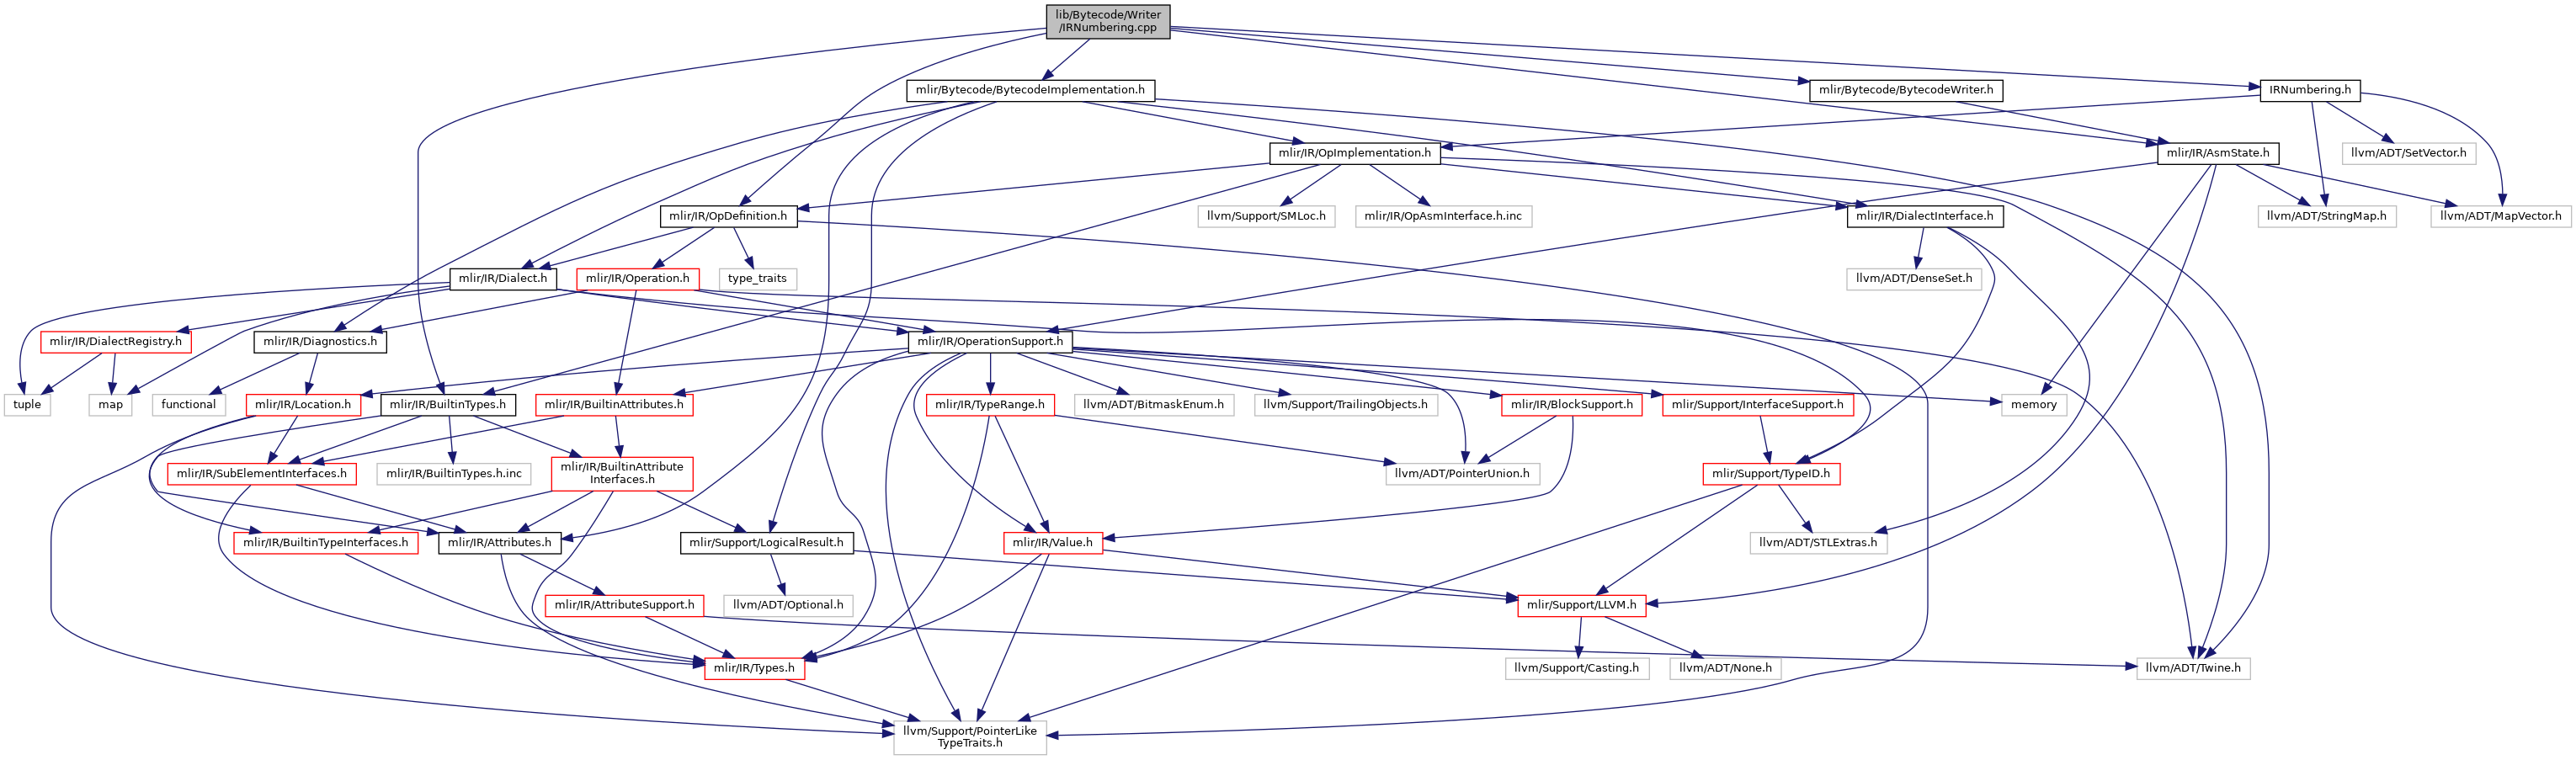 lib/Bytecode/Writer
/IRNumbering.cpp
mlir/Bytecode/BytecodeImplementation.h
mlir/Bytecode/BytecodeWriter.h
IRNumbering.h
mlir/IR/OpImplementation.h
mlir/IR/AsmState.h
llvm/ADT/SetVector.h
mlir/IR/OpDefinition.h
llvm/Support/SMLoc.h
mlir/IR/OpAsmInterface.h.inc
mlir/IR/DialectInterface.h
llvm/ADT/StringMap.h
llvm/ADT/MapVector.h
mlir/IR/Dialect.h
mlir/IR/Operation.h
type_traits
llvm/ADT/DenseSet.h
mlir/IR/DialectRegistry.h
mlir/IR/Diagnostics.h
mlir/IR/OperationSupport.h
tuple
map
functional
mlir/IR/Location.h
mlir/IR/BuiltinTypes.h
mlir/IR/BuiltinAttributes.h
mlir/IR/TypeRange.h
llvm/ADT/BitmaskEnum.h
llvm/Support/TrailingObjects.h
mlir/IR/BlockSupport.h
mlir/Support/InterfaceSupport.h
memory
mlir/IR/SubElementInterfaces.h
mlir/IR/BuiltinTypes.h.inc
mlir/IR/BuiltinAttribute
Interfaces.h
llvm/ADT/PointerUnion.h
mlir/Support/TypeID.h
mlir/IR/BuiltinTypeInterfaces.h
mlir/IR/Attributes.h
mlir/Support/LogicalResult.h
mlir/IR/Value.h
llvm/ADT/STLExtras.h
mlir/IR/AttributeSupport.h
llvm/ADT/Optional.h
mlir/Support/LLVM.h
mlir/IR/Types.h
llvm/Support/Casting.h
llvm/ADT/None.h
llvm/ADT/Twine.h
llvm/Support/PointerLike
TypeTraits.h